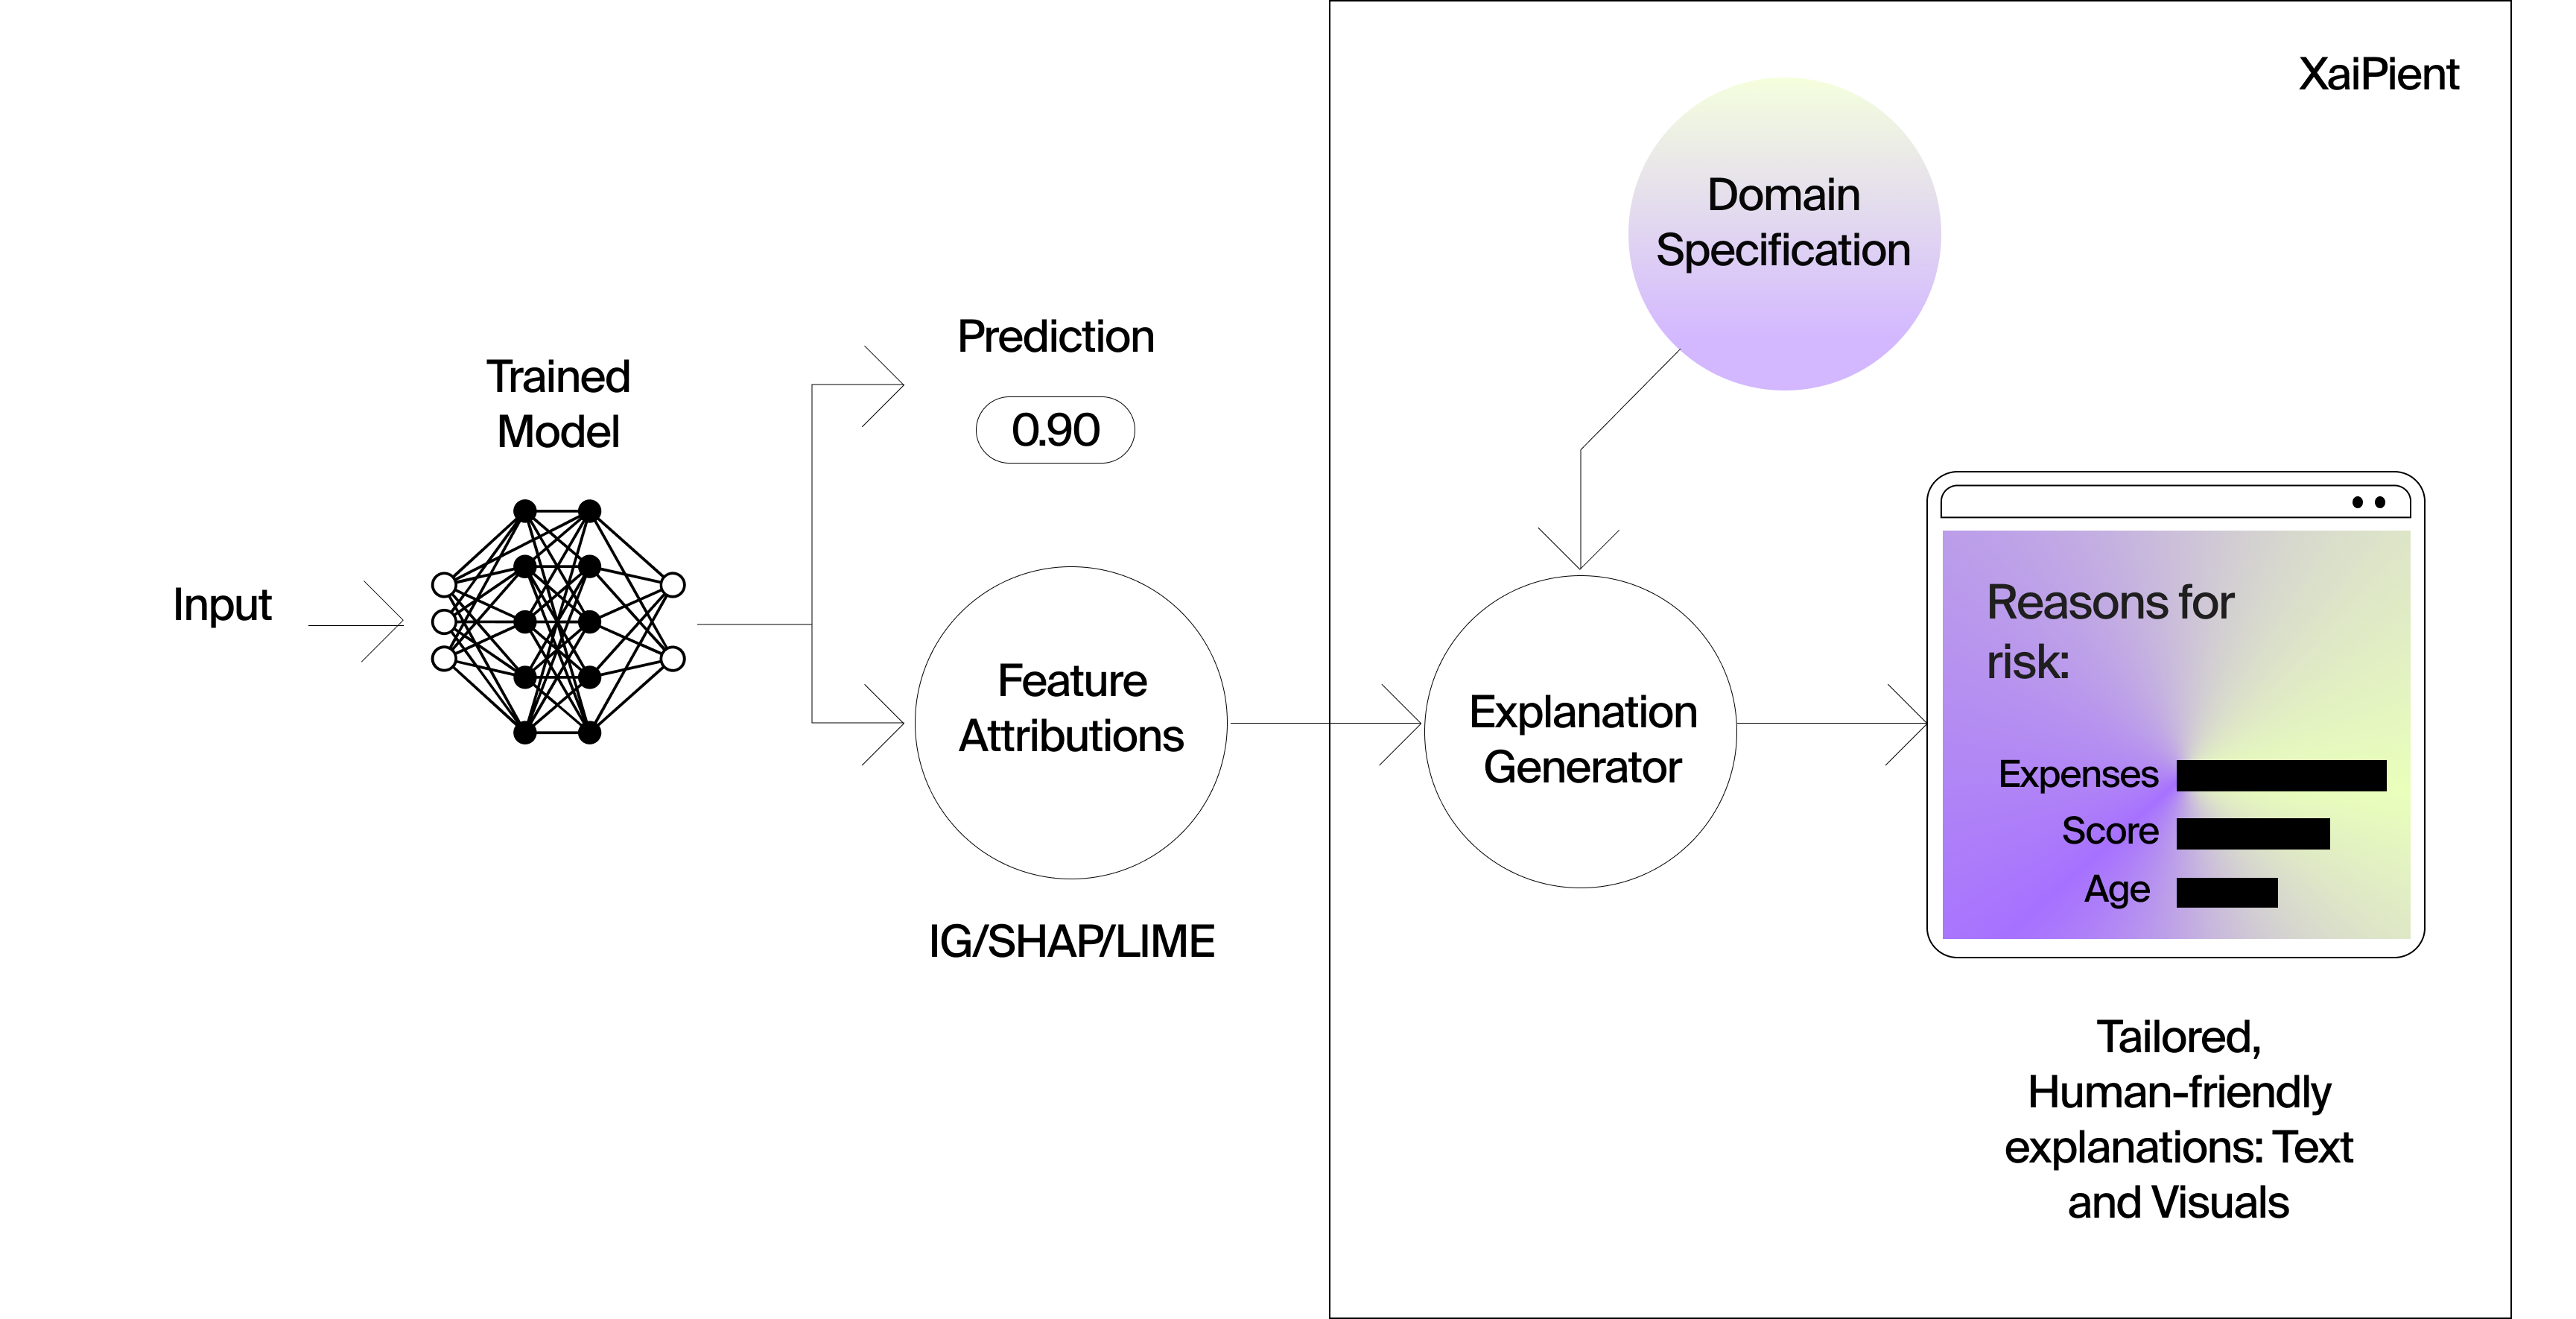 XaiPient
Domain
Specification
Prediction
0.90
Trained
Model
Input
Feature
Attributions
IG/SHAP/LIME
Explanation
Generator
Reasons for
risk:
Expenses
Score
Age
Tailored,
Human-friendly
explanations: Text
and Visuals